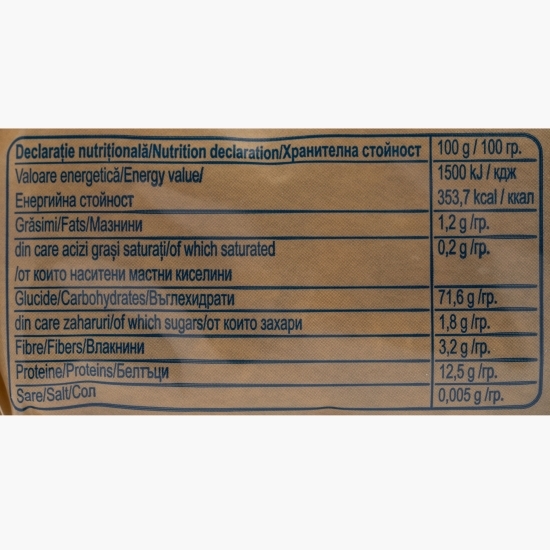 Declarație nutrițională/Nutrition declaration/Хранителна стойност 100 g / 100 гр.
Valoare energetică/Energy value/ 1500 kJ / кдж
Енергийна стойност 353,7 kcal / ккал
Grăsimi/Fats/Мазнини 1,2 g /гр.
din care acizi grași saturați/of which saturated 0,2 g /гр.
/от които наситени мастни киселини
Glucide/Carbohydrates/Въглехидрати 71,6 g /гр.
din care zaharuri/of which sugars/от които захари 1,8 g /гр.
Fibre/Fibers/Влакнини 3,2 g /гр.
Proteine/Proteins/Белтъци 12,5 g /гр.
Sare/Salt/Сол 0,005 g /гр.